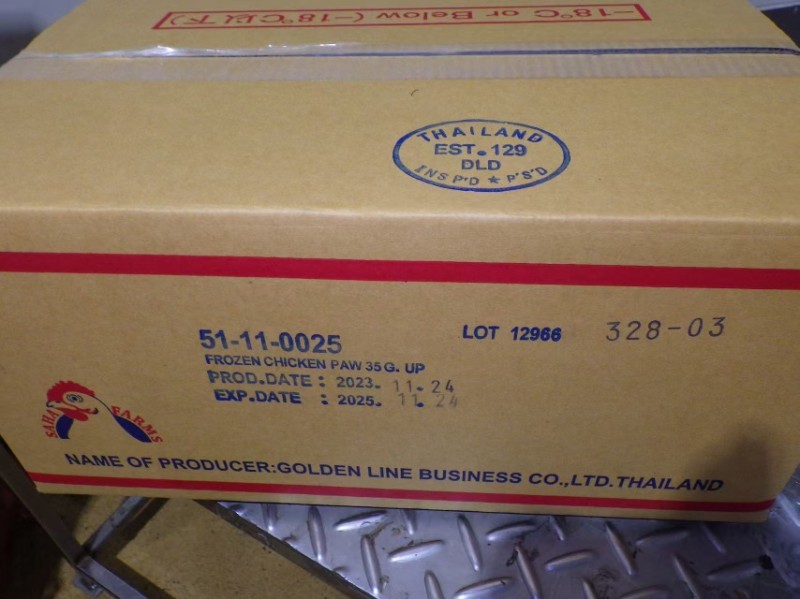 -18°C or Below (-18°C以下)
THAILAND
EST. 129
DLD
INSP'D ★ P'S'D
51-11-0025
LOT 12966
328-03
FROZEN CHICKEN PAW 35 G. UP
PROD.DATE : 2023. 11. 24
EXP.DATE : 2025. 11. 24
SAHA FARMS
NAME OF PRODUCER:GOLDEN LINE BUSINESS CO.,LTD.THAILAND